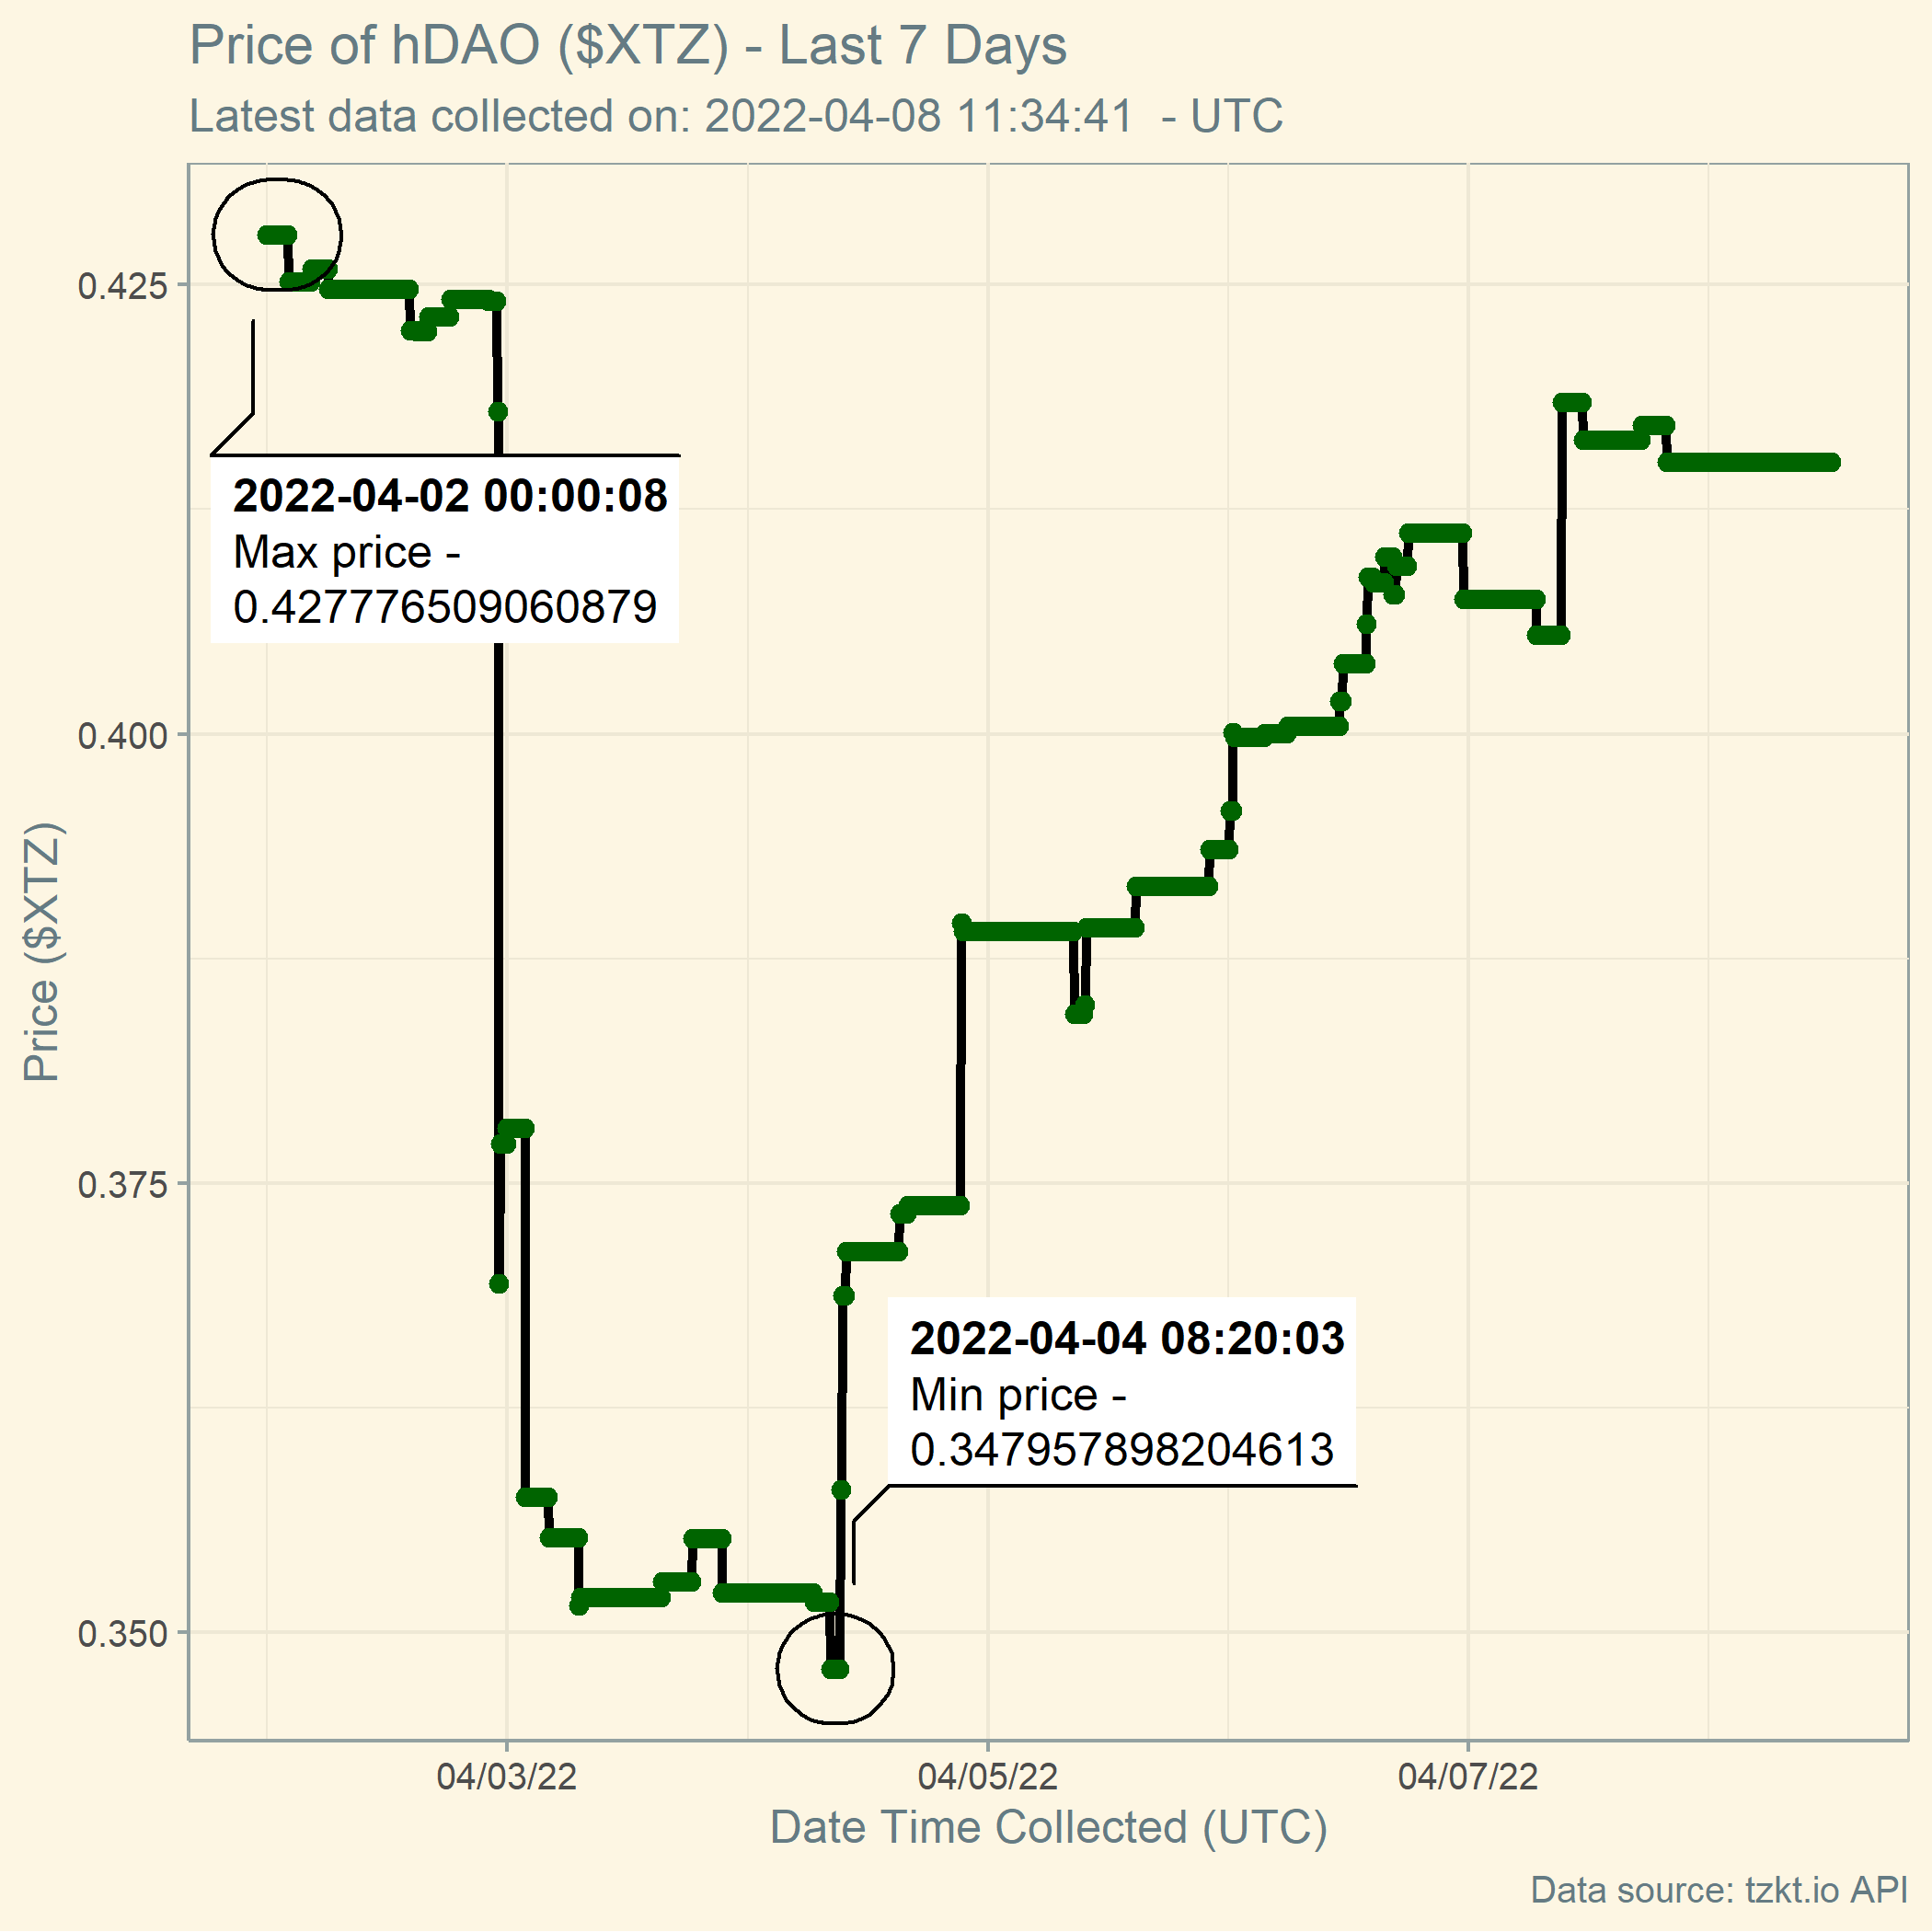 Price of hDAO ($XTZ) - Last 7 Days
Latest data collected on: 2022-04-08 11:34:41  - UTC
0.425
2022-04-02 00:00:08
Max price -
0.427776509060879
0.400
Price ($XTZ)
0.375
2022-04-04 08:20:03
Min price -
0.347957898204613
0.350
04/03/22
04/05/22
04/07/22
Date Time Collected (UTC)
Data source: tzkt.io API